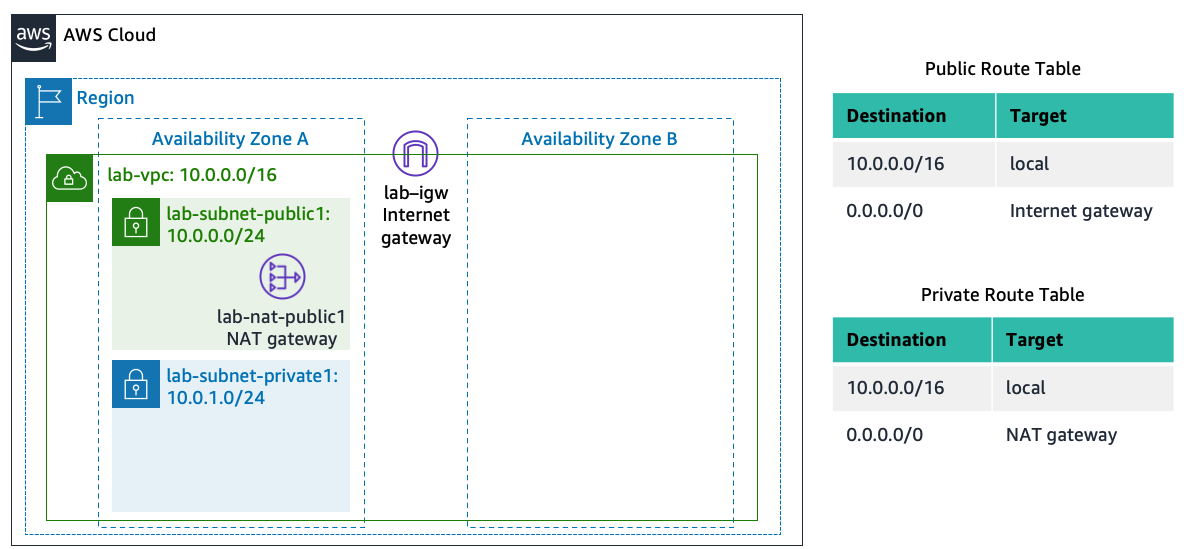 aws
AWS Cloud
Region
Availability Zone A
Availability Zone B
lab-vpc: 10.0.0.0/16
lab-subnet-public1:
10.0.0.0/24
lab-nat-public1
NAT gateway
lab-subnet-private1:
10.0.1.0/24
lab–igw
Internet
gateway
Public Route Table
Destination Target
10.0.0.0/16 local
0.0.0.0/0 Internet gateway
Private Route Table
Destination Target
10.0.0.0/16 local
0.0.0.0/0 NAT gateway